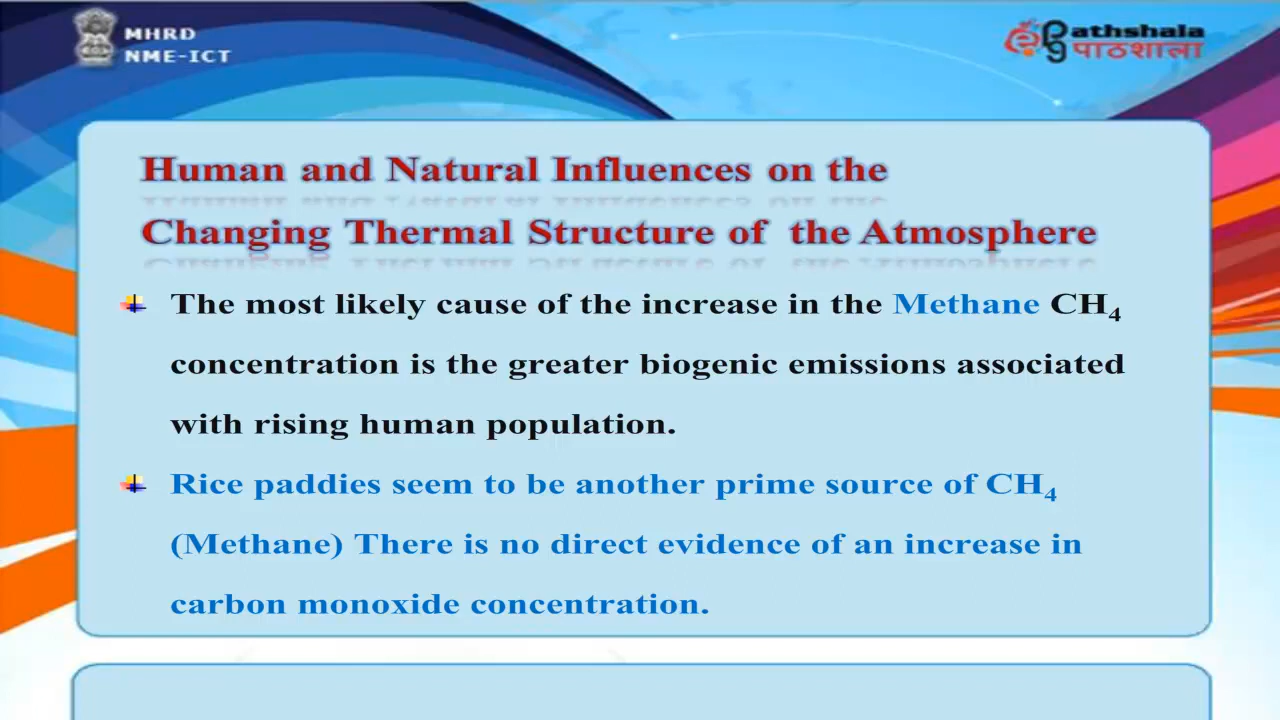 MHRD
NME-ICT
ePG athshala
पाठशाला
Human and Natural Influences on the
Changing Thermal Structure of the Atmosphere
The most likely cause of the increase in the Methane CH₄
concentration is the greater biogenic emissions associated
with rising human population.
Rice paddies seem to be another prime source of CH₄
(Methane) There is no direct evidence of an increase in
carbon monoxide concentration.